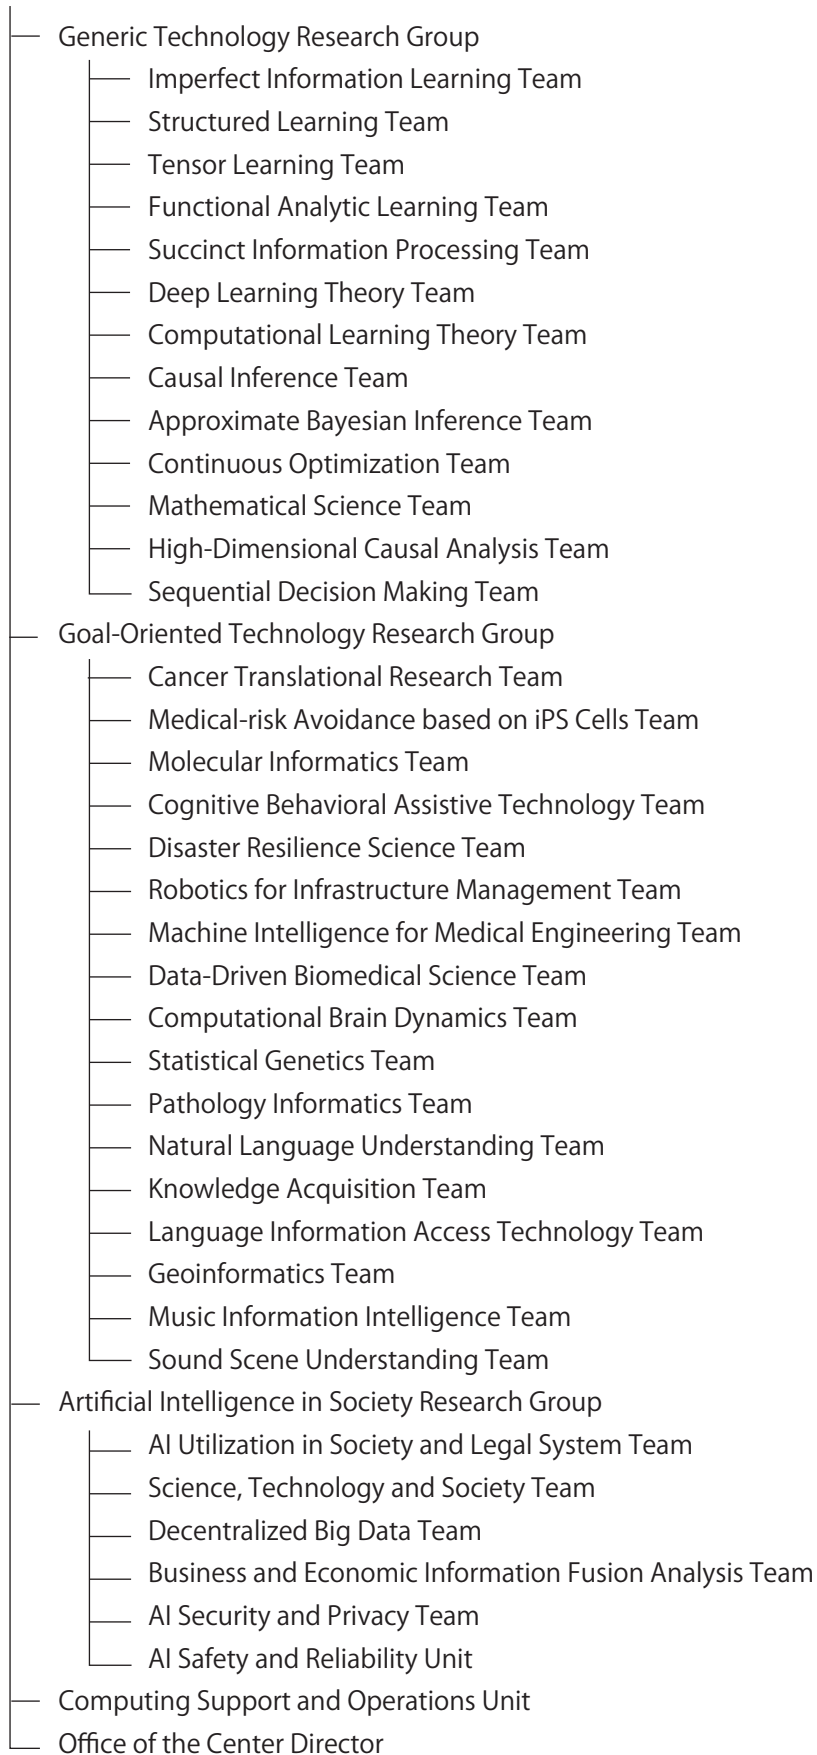 Generic Technology Research Group
Imperfect Information Learning Team
Structured Learning Team
Tensor Learning Team
Functional Analytic Learning Team
Succinct Information Processing Team
Deep Learning Theory Team
Computational Learning Theory Team
Causal Inference Team
Approximate Bayesian Inference Team
Continuous Optimization Team
Mathematical Science Team
High-Dimensional Causal Analysis Team
Sequential Decision Making Team
Goal-Oriented Technology Research Group
Cancer Translational Research Team
Medical-risk Avoidance based on iPS Cells Team
Molecular Informatics Team
Cognitive Behavioral Assistive Technology Team
Disaster Resilience Science Team
Robotics for Infrastructure Management Team
Machine Intelligence for Medical Engineering Team
Data-Driven Biomedical Science Team
Computational Brain Dynamics Team
Statistical Genetics Team
Pathology Informatics Team
Natural Language Understanding Team
Knowledge Acquisition Team
Language Information Access Technology Team
Geoinformatics Team
Music Information Intelligence Team
Sound Scene Understanding Team
Artificial Intelligence in Society Research Group
AI Utilization in Society and Legal System Team
Science, Technology and Society Team
Decentralized Big Data Team
Business and Economic Information Fusion Analysis Team
AI Security and Privacy Team
AI Safety and Reliability Unit
Computing Support and Operations Unit
Office of the Center Director